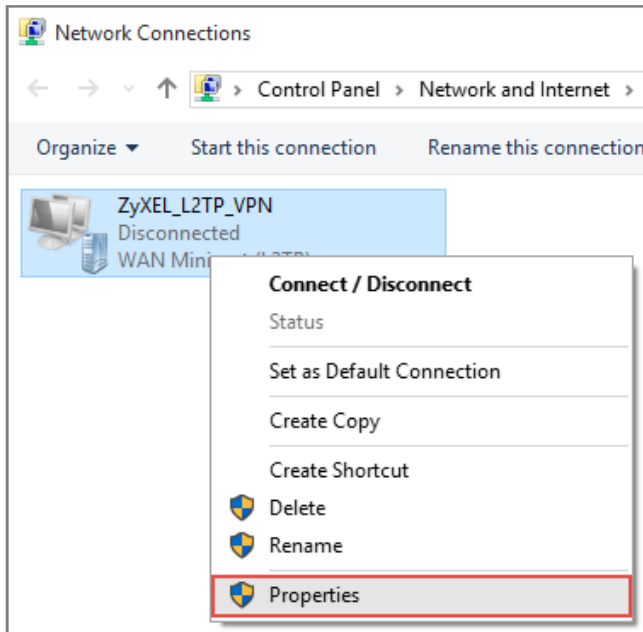 Network Connections
Control Panel > Network and Internet >
Organize Start this connection Rename this connection
ZyXEL_L2TP_VPN
Disconnected
WAN
Connect / Disconnect
Status
Set as Default Connection
Create Copy
Create Shortcut
Delete
Rename
Properties